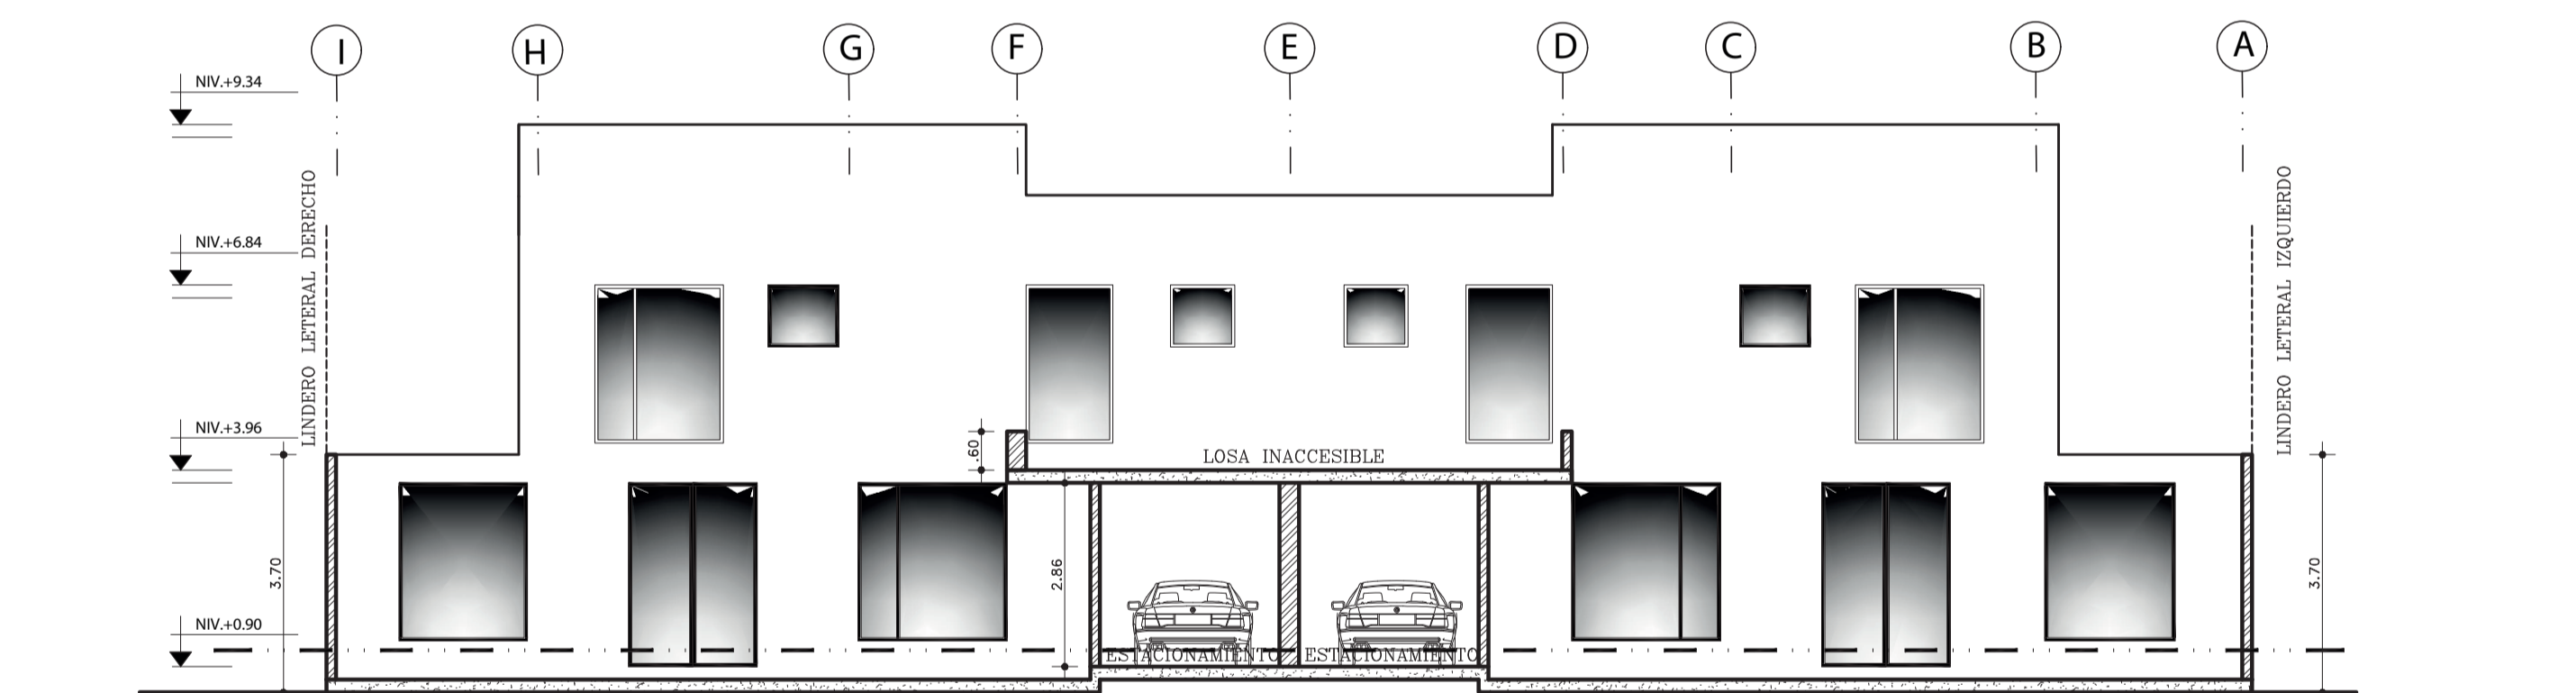 I H G F E D C B A
NIV.+9.34
LINDERO LETERAL DERECHO
LINDERO LETERAL IZQUIERDO
NIV.+6.84
NIV.+3.96
.60
LOSA INACCESIBLE
3.70
2.86
3.70
NIV.+0.90
ESTACIONAMIENTO ESTACIONAMIENTO